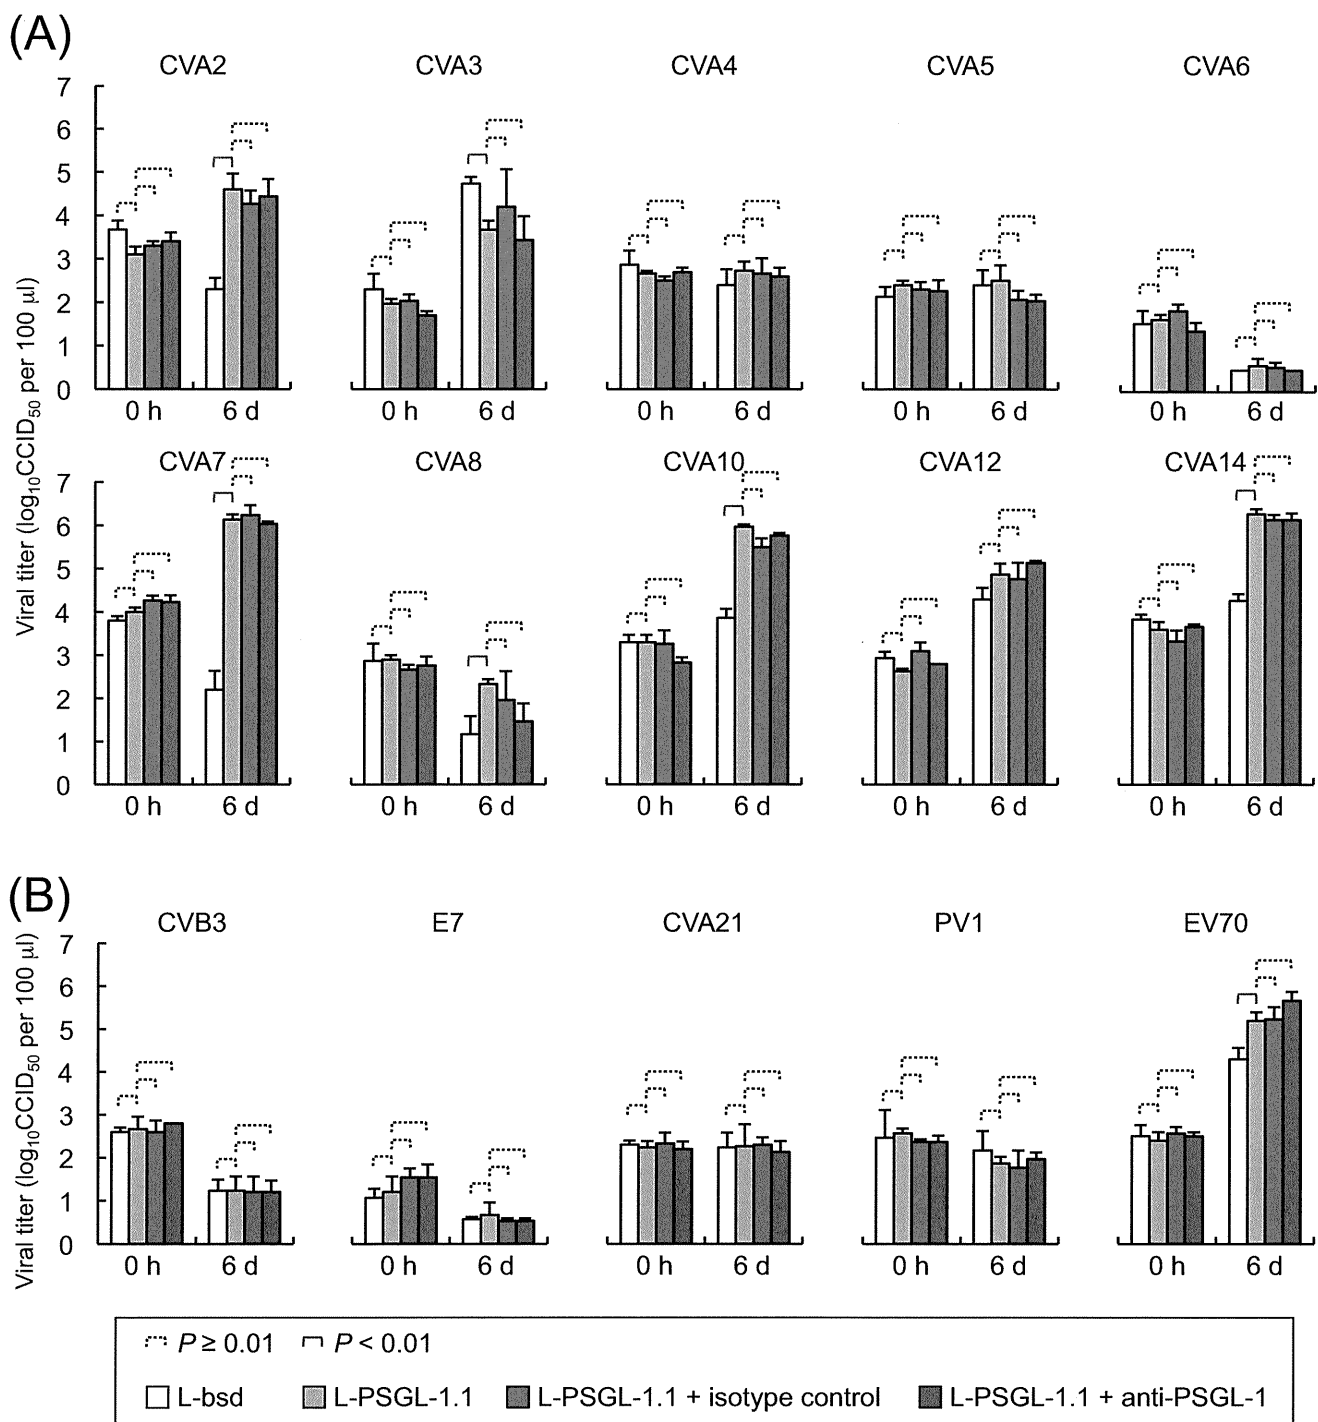 (A)
CVA2 CVA3 CVA4 CVA5 CVA6
Viral titer (log10CCID50 per 100 µl)
7
6
5
4
3
2
1
0
0 h 6 d 0 h 6 d 0 h 6 d 0 h 6 d 0 h 6 d
CVA7 CVA8 CVA10 CVA12 CVA14
7
6
5
4
3
2
1
0
0 h 6 d 0 h 6 d 0 h 6 d 0 h 6 d 0 h 6 d
(B)
CVB3 E7 CVA21 PV1 EV70
Viral titer (log10CCID50 per 100 µl)
7
6
5
4
3
2
1
0
0 h 6 d 0 h 6 d 0 h 6 d 0 h 6 d 0 h 6 d
P ≥ 0.01 P < 0.01
L-bsd L-PSGL-1.1 L-PSGL-1.1 + isotype control L-PSGL-1.1 + anti-PSGL-1